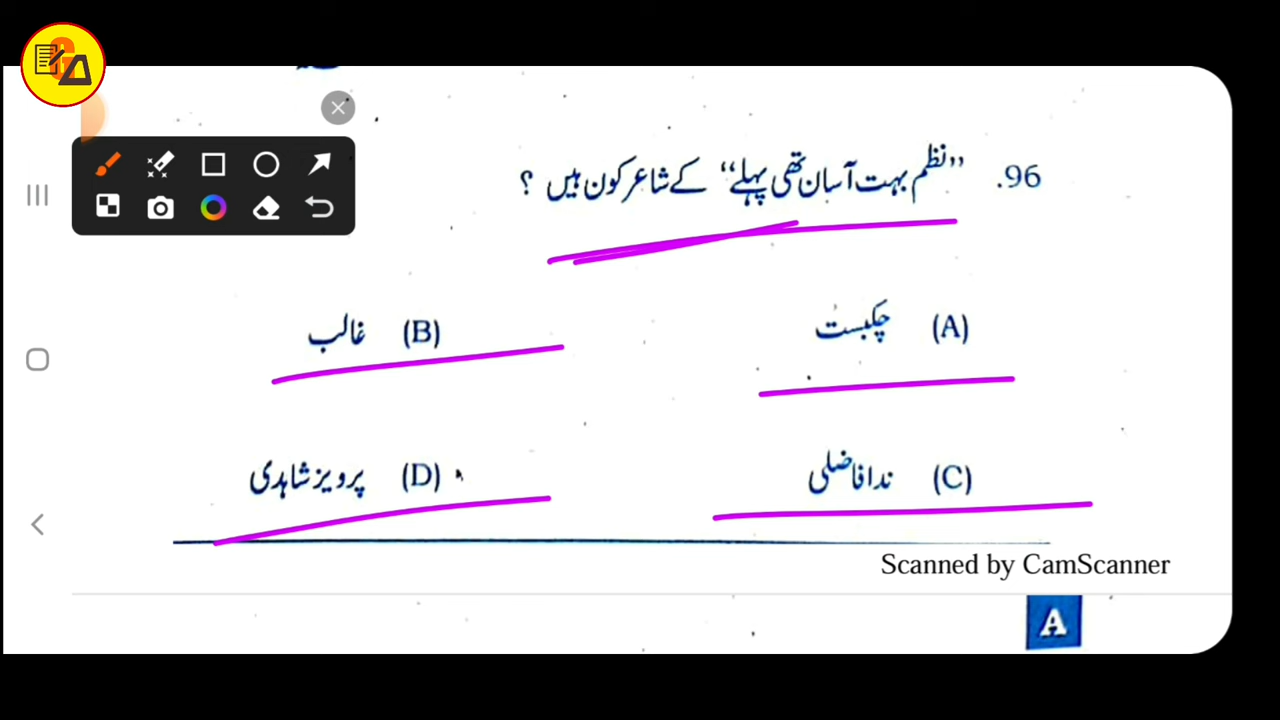 96. ”نظم بہت آسان تھی پہلے“ کے شاعر کون ہیں ؟
(A) چکبست (B) غالب
(C) ندا فاضلی (D) پرویز شاہدی
Scanned by CamScanner
A